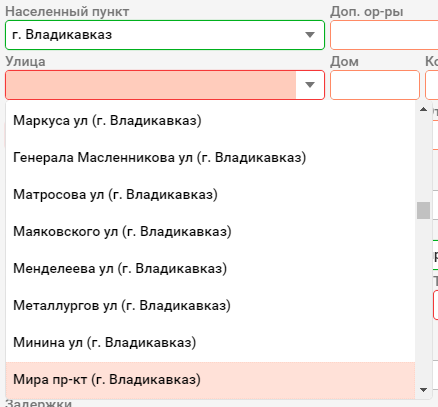 Населенный пункт Доп. ор-ры
г. Владикавказ
Улица Дом
Маркуса ул (г. Владикавказ)
Генерала Масленникова ул (г. Владикавказ)
Матросова ул (г. Владикавказ)
Маяковского ул (г. Владикавказ)
Менделеева ул (г. Владикавказ)
Металлургов ул (г. Владикавказ)
Минина ул (г. Владикавказ)
Мира пр-кт (г. Владикавказ)
Задержки